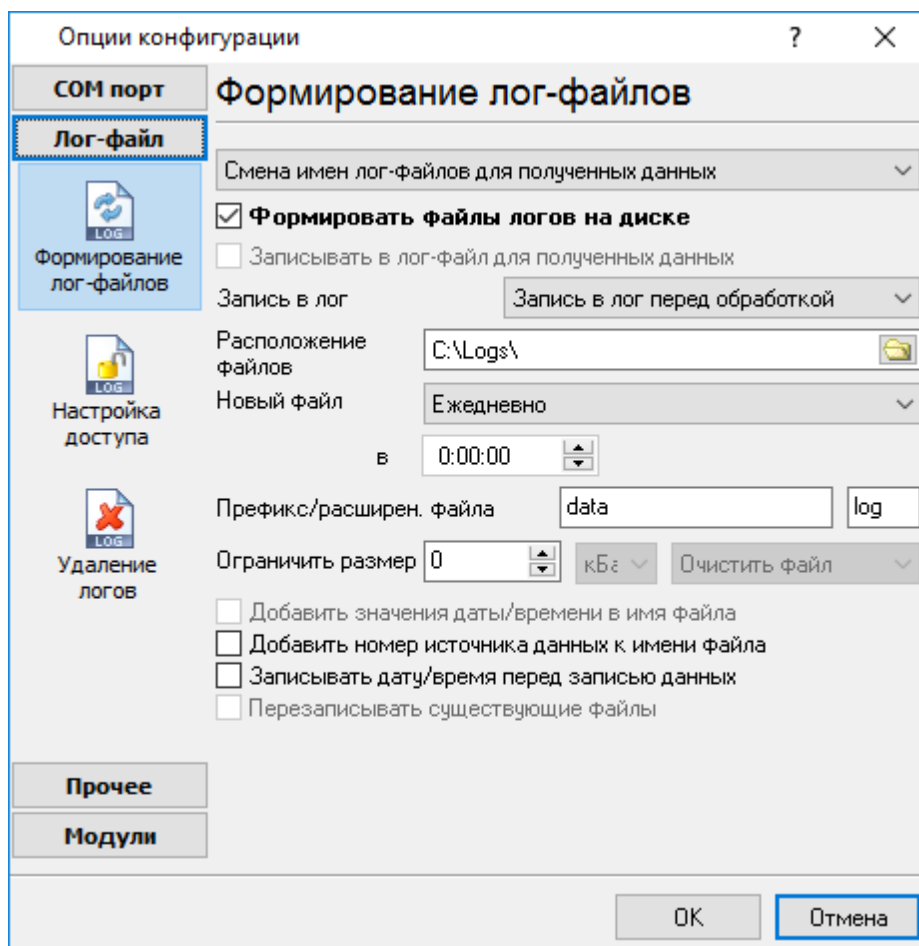 Опции конфигурации
?
COM порт
Лог-файл
LOG
Формирование
лог-файлов
LOG
Настройка
доступа
LOG
Удаление
логов
Прочее
Модули
Формирование лог-файлов
Смена имен лог-файлов для полученных данных
Формировать файлы логов на диске
Записывать в лог-файл для полученных данных
Запись в лог
Запись в лог перед обработкой
Расположение
файлов
C:\Logs\
Новый файл
Ежедневно
в
0:00:00
Префикс/расширен. файла
data
log
Ограничить размер
0
кБа
Очистить файл
Добавить значения даты/времени в имя файла
Добавить номер источника данных к имени файла
Записывать дату/время перед записью данных
Перезаписывать существующие файлы
OK
Отмена